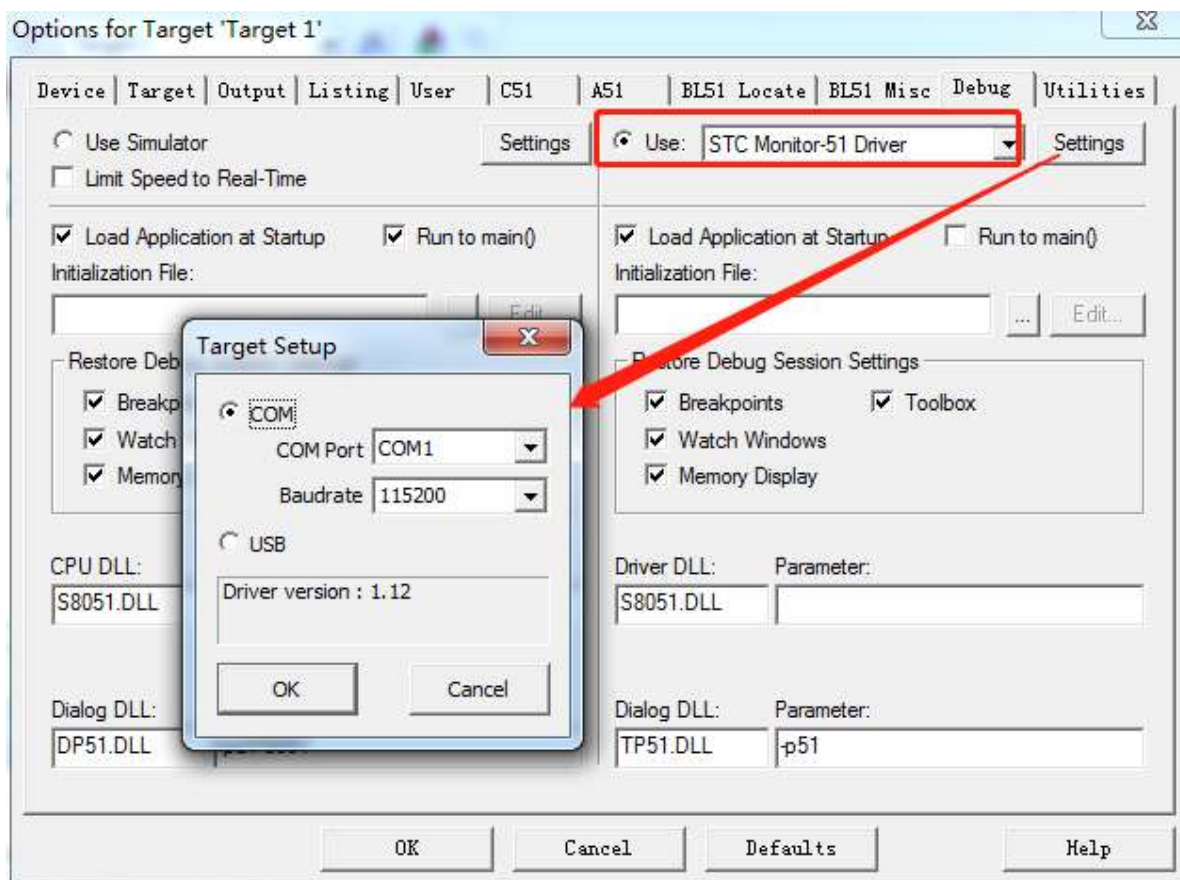 Options for Target 'Target 1'
Device Target Output Listing User C51 A51 BL51 Locate BL51 Misc Debug Utilities
Use Simulator Settings Use: STC Monitor-51 Driver Settings
Limit Speed to Real-Time
Load Application at Startup Run to main() Load Application at Startup Run to main()
Initialization File: Initialization File:
... Edit...
Target Setup
Restore Debug Session Settings
COM
Breakpoints Toolbox
COM Port COM1
Watch Watch Windows
Memory Display
Baudrate 115200
USB
CPU DLL: Driver DLL: Parameter:
Driver version : 1.12
S8051.DLL S8051.DLL
OK Cancel
Dialog DLL: Dialog DLL: Parameter:
DP51.DLL TP51.DLL -p51
OK Cancel Defaults Help